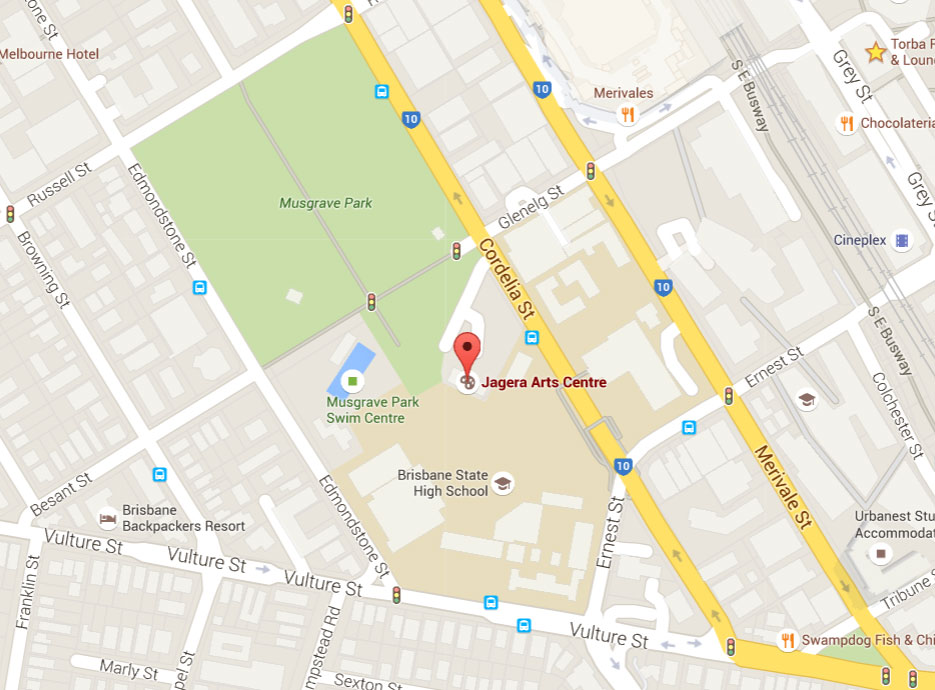 stone St
Melbourne Hotel
10
10
Merivales
S E Busway
Grey St
Torba
& Loun
Chocolateria
Russell St
Edmondstone St
Musgrave Park
Glenelg St
Grey St
Browning St
Cordelia St
10
Cineplex
S E Busway
Jagera Arts Centre
Musgrave Park
Swim Centre
Ernest St
Colchester St
Brisbane State
High School
10
Merivale St
Besant St
Brisbane
Backpackers Resort
Edmondstone St
Ernest St
Urbanest Stu
Accommodat
Vulture St
Vulture St
Vulture St
Franklin St
Tribune S
Vulture St
Swampdog Fish & Chi
mpstead Rd
Marly St
pel St
Sexton St